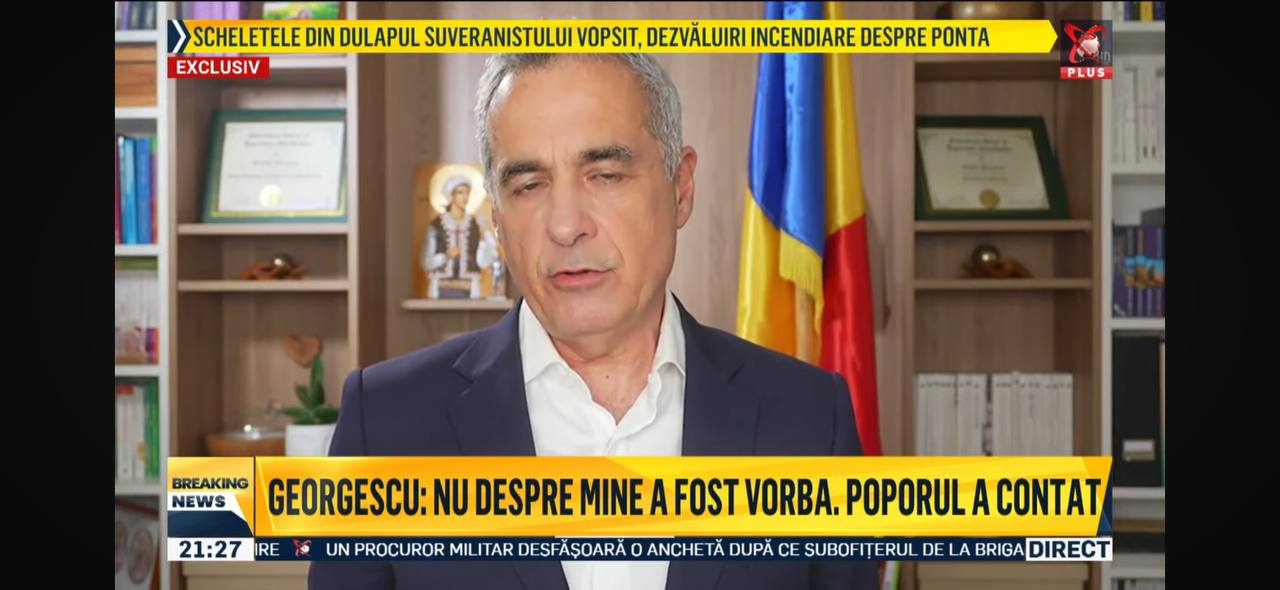 SCHELETELE DIN DULAPUL SUVERANISTULUI VOPSIT, DEZVĂLUIRI INCENDIARE DESPRE PONTA
EXCLUSIV
PLUS
BREAKING
NEWS
GEORGESCU: NU DESPRE MINE A FOST VORBA. POPORUL A CONTAT
21:27
IRE UN PROCUROR MILITAR DESFĂȘOARĂ O ANCHETĂ DUPĂ CE SUBOFIȚERUL DE LA BRIGA
DIRECT